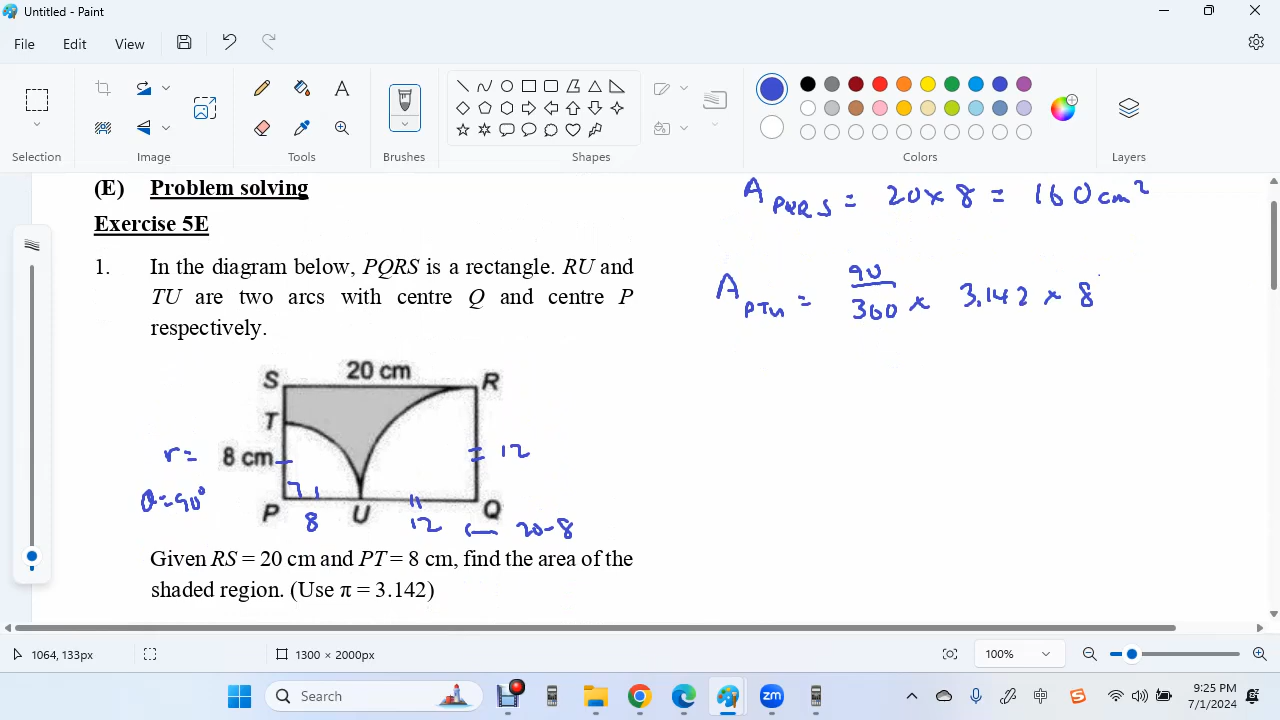 Untitled - Paint
File Edit View
Selection Image Tools Brushes Shapes Colors Layers
(E) Problem solving
Exercise 5E
1. In the diagram below, PQRS is a rectangle. RU and
TU are two arcs with centre Q and centre P
respectively.
S 20 cm R
T
r = 8 cm = 12
θ=90°
P 8 U 12 Q
20-8
Given RS = 20 cm and PT = 8 cm, find the area of the
shaded region. (Use π = 3.142)
A PQRS = 20 x 8 = 160 cm²
A PTU = 90/360 x 3.142 x 8
1064, 133px
1300 × 2000px
100%
Search
zm
中
S
9:25 PM
7/1/2024